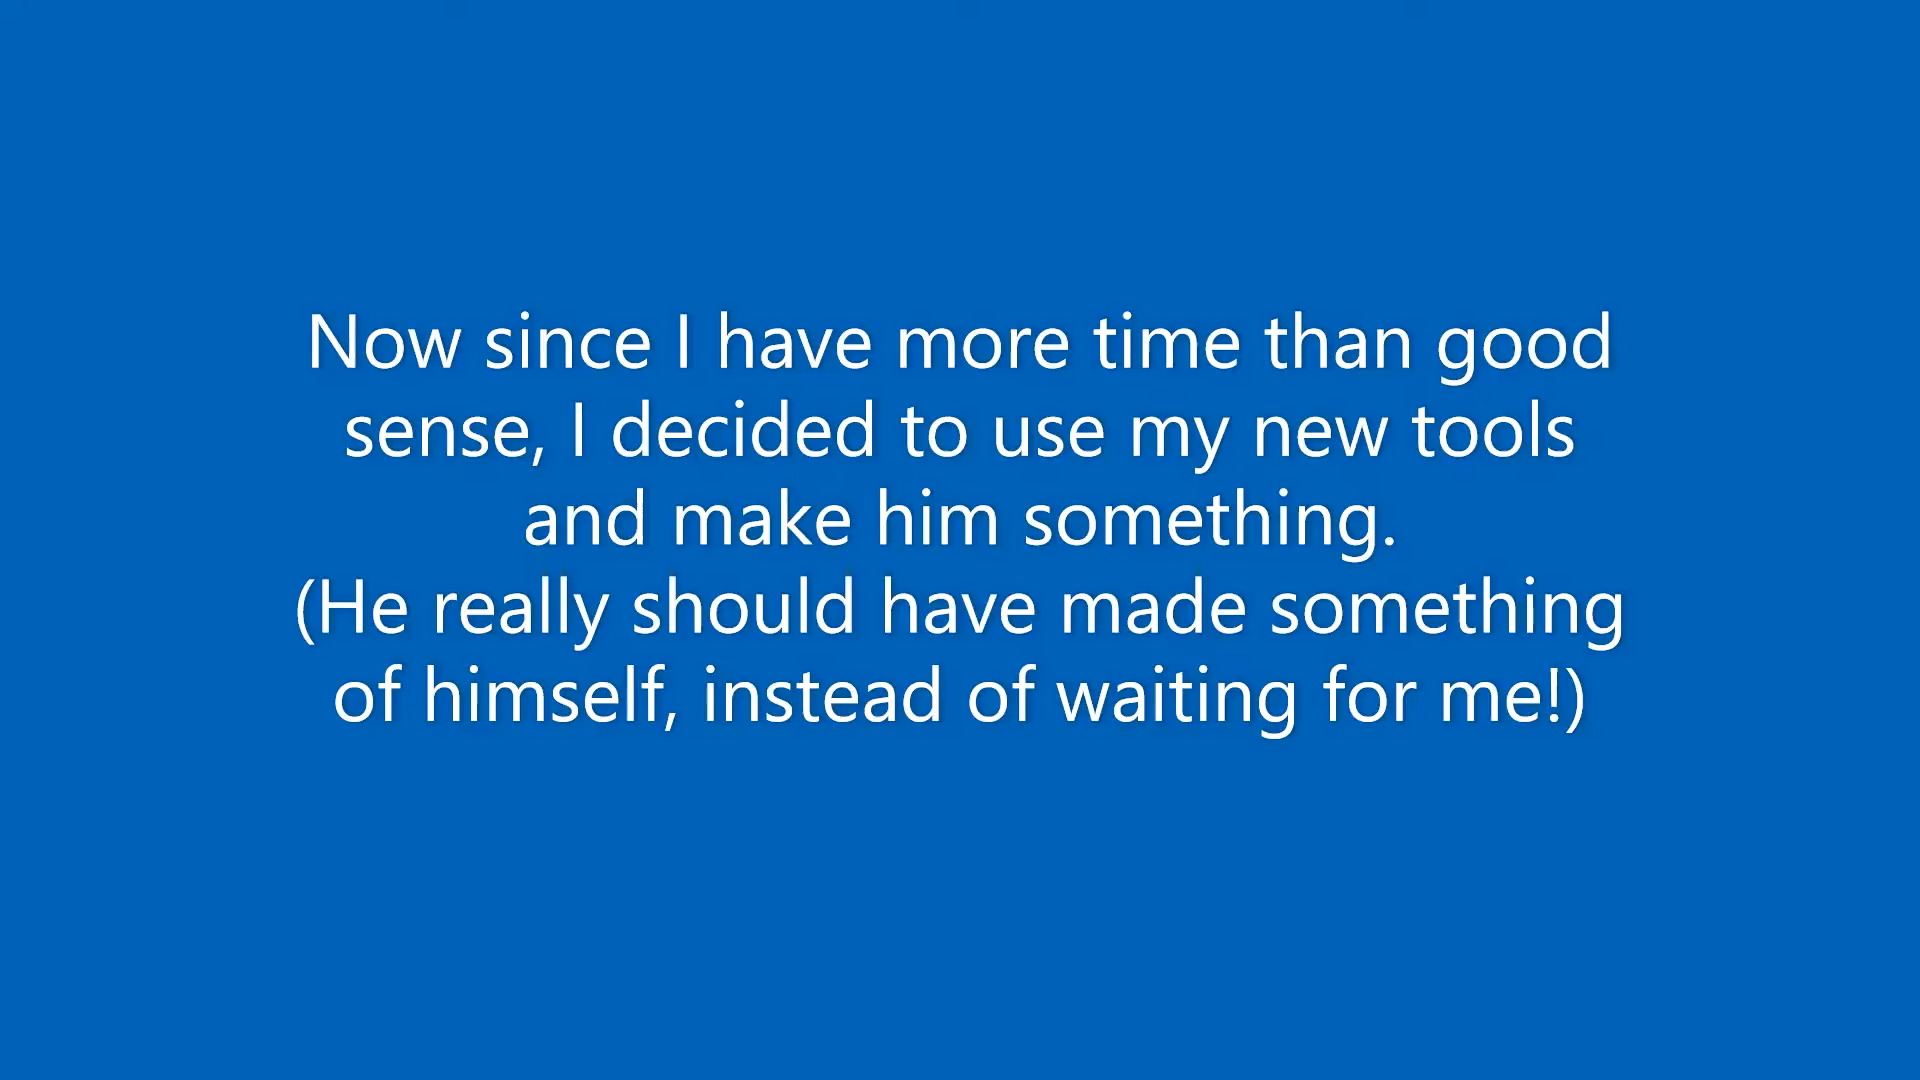 Now since I have more time than good
sense, I decided to use my new tools
and make him something.
(He really should have made something
of himself, instead of waiting for me!)